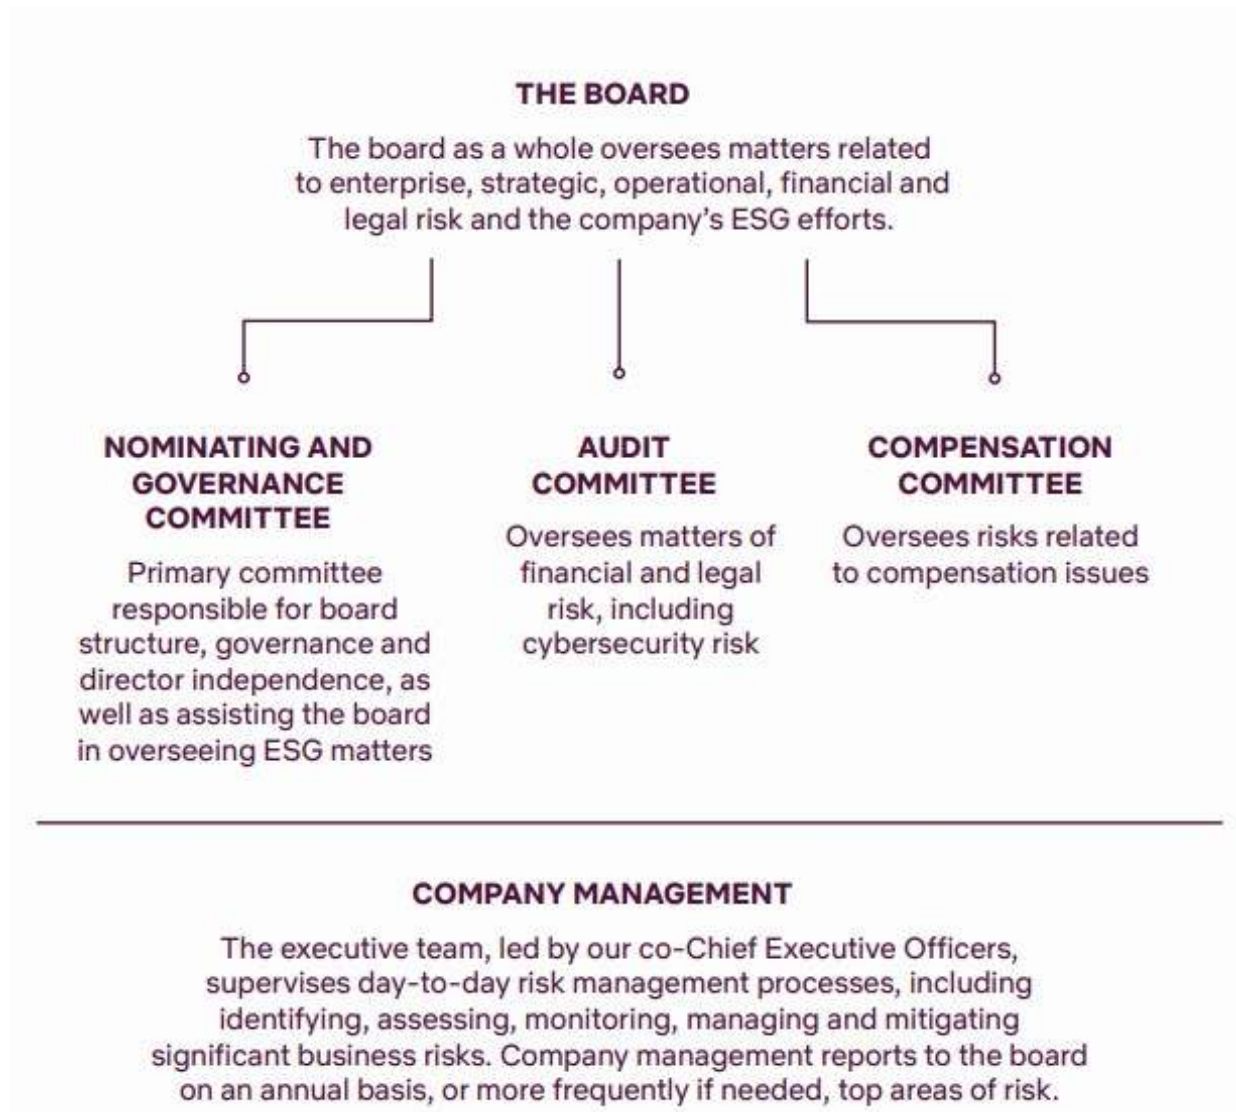 THE BOARD
The board as a whole oversees matters related
to enterprise, strategic, operational, financial and
legal risk and the company's ESG efforts.
NOMINATING AND
GOVERNANCE
COMMITTEE
Primary committee
responsible for board
structure, governance and
director independence, as
well as assisting the board
in overseeing ESG matters
AUDIT
COMMITTEE
Oversees matters of
financial and legal
risk, including
cybersecurity risk
COMPENSATION
COMMITTEE
Oversees risks related
to compensation issues
COMPANY MANAGEMENT
The executive team, led by our co-Chief Executive Officers,
supervises day-to-day risk management processes, including
identifying, assessing, monitoring, managing and mitigating
significant business risks. Company management reports to the board
on an annual basis, or more frequently if needed, top areas of risk.